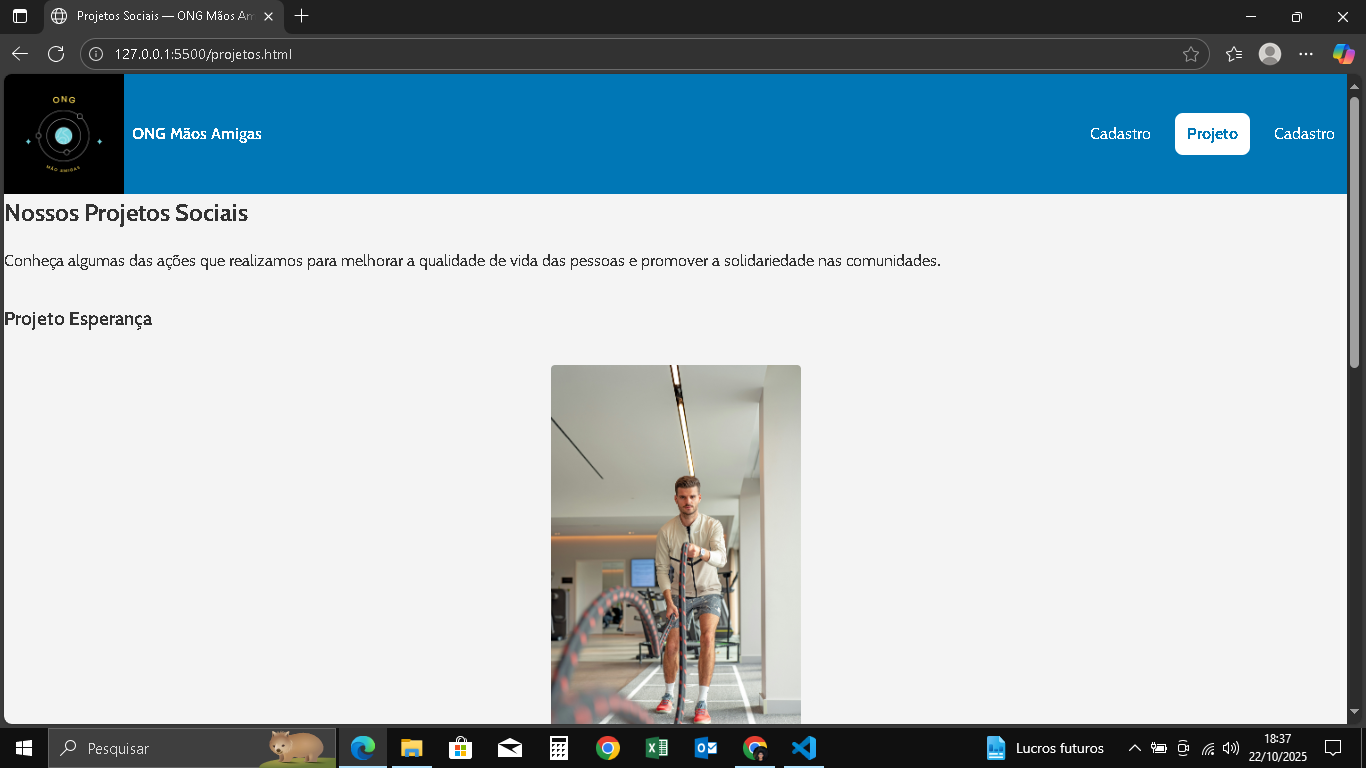 Projetos Sociais — ONG Mãos Am
127.0.0.1:5500/projetos.html
ONG
MÃO AMIGAS
ONG Mãos Amigas
Cadastro
Projeto
Cadastro
Nossos Projetos Sociais
Conheça algumas das ações que realizamos para melhorar a qualidade de vida das pessoas e promover a solidariedade nas comunidades.
Projeto Esperança
Pesquisar
Lucros futuros
18:37
22/10/2025